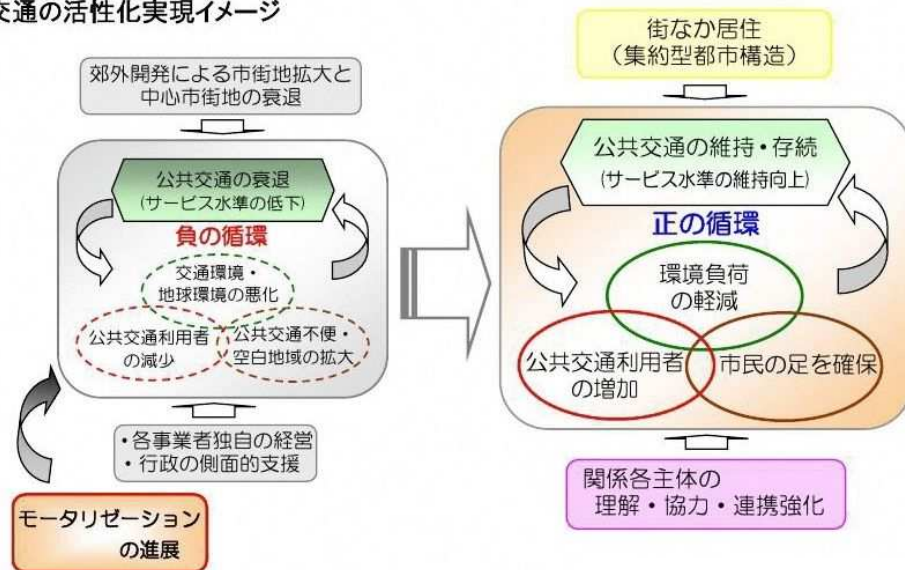 交通の活性化実現イメージ
郊外開発による市街地拡大と
中心市街地の衰退
公共交通の衰退
(サービス水準の低下)
負の循環
交通環境・
地球環境の悪化
公共交通利用者
の減少
公共交通不便・
空白地域の拡大
・各事業者独自の経営
・行政の側面的支援
モータリゼーション
の進展
街なか居住
（集約型都市構造）
公共交通の維持・存続
(サービス水準の維持向上)
正の循環
環境負荷
の軽減
公共交通利用者
の増加
市民の足を確保
関係各主体の
理解・協力・連携強化